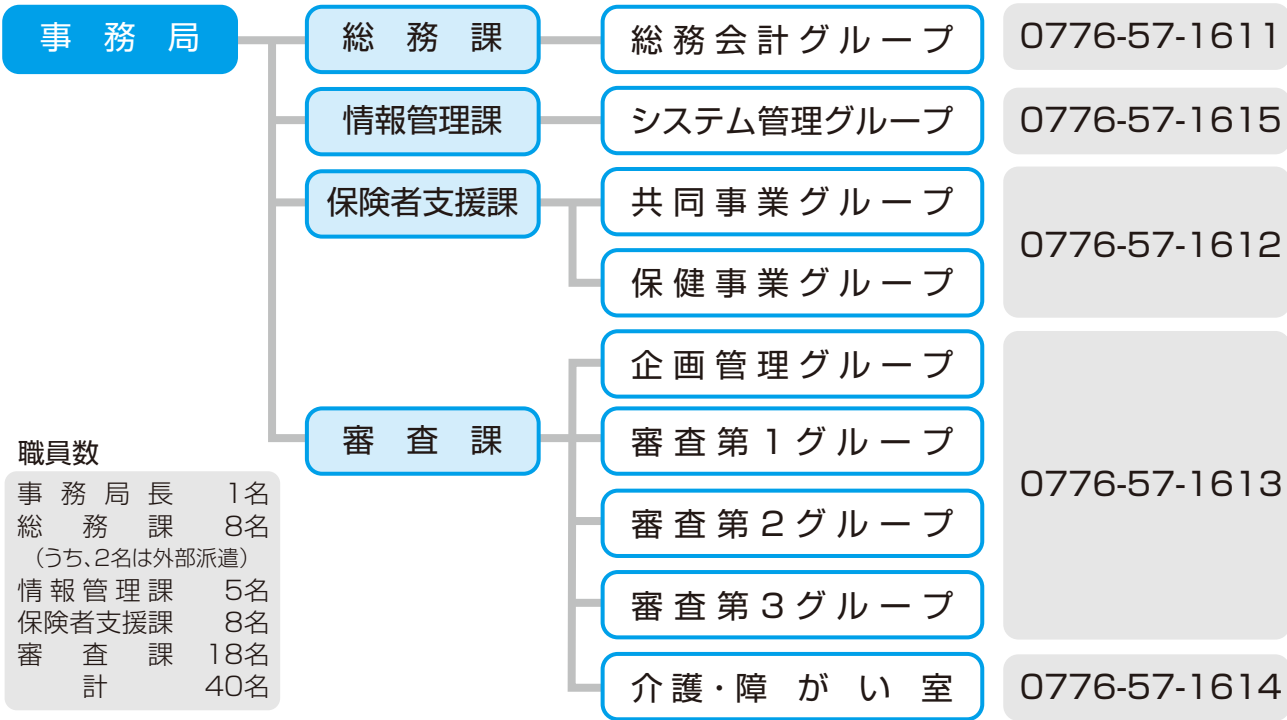 事務局
総務課
総務会計グループ
0776-57-1611
情報管理課
システム管理グループ
0776-57-1615
保険者支援課
共同事業グループ
保健事業グループ
0776-57-1612
審査課
企画管理グループ
審査第1グループ
審査第2グループ
審査第3グループ
0776-57-1613
介護・障がい室
0776-57-1614
職員数
事務局長 1名
総務課 8名
(うち、2名は外部派遣)
情報管理課 5名
保険者支援課 8名
審査課 18名
計 40名